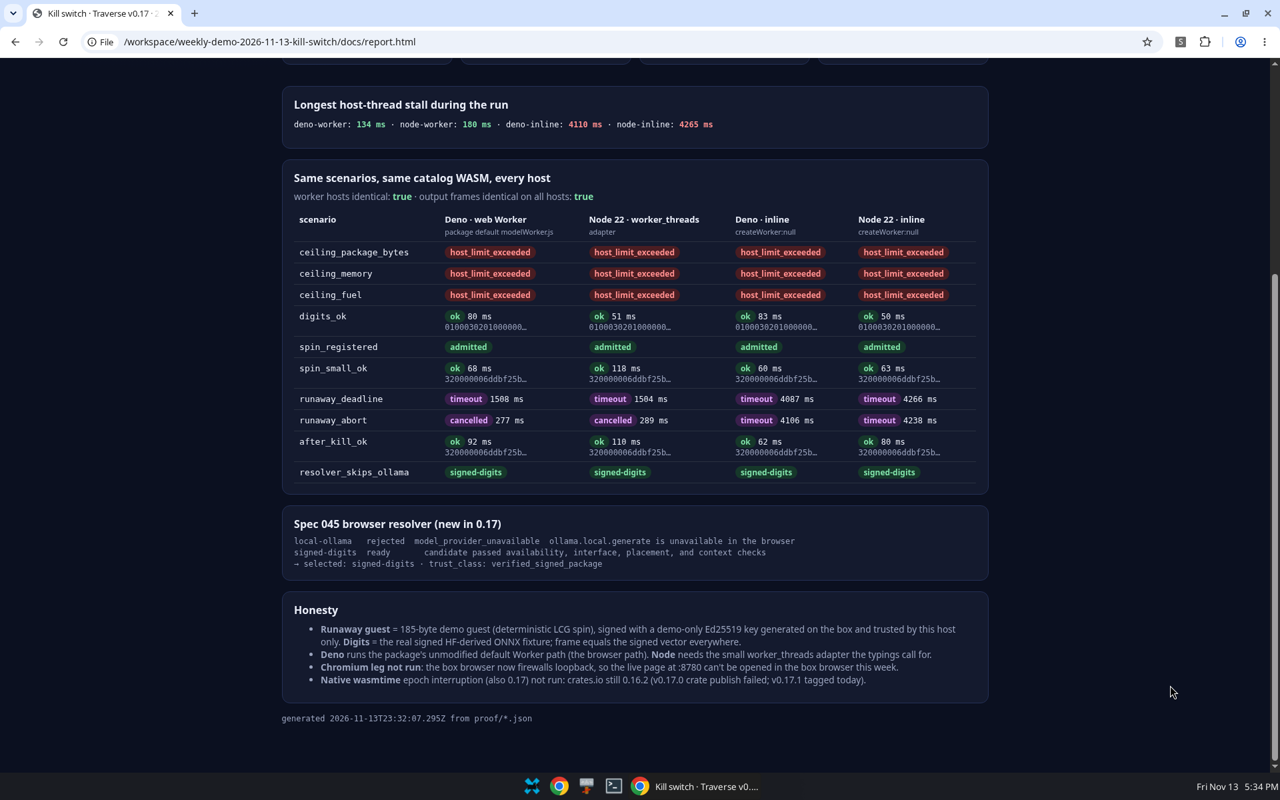 Kill switch · Traverse v0.17 · 2
File
/workspace/weekly-demo-2026-11-13-kill-switch/docs/report.html
S
Longest host-thread stall during the run
deno-worker: 134 ms · node-worker: 180 ms · deno-inline: 4110 ms · node-inline: 4265 ms
Same scenarios, same catalog WASM, every host
worker hosts identical: true · output frames identical on all hosts: true
scenario Deno · web Worker Node 22 · worker_threads Deno · inline Node 22 · inline
package default modelWorker.js adapter createWorker:null createWorker:null
ceiling_package_bytes host_limit_exceeded host_limit_exceeded host_limit_exceeded host_limit_exceeded
ceiling_memory host_limit_exceeded host_limit_exceeded host_limit_exceeded host_limit_exceeded
ceiling_fuel host_limit_exceeded host_limit_exceeded host_limit_exceeded host_limit_exceeded
digits_ok ok 80 ms ok 51 ms ok 83 ms ok 50 ms
0100030201000000… 0100030201000000… 0100030201000000… 0100030201000000…
spin_registered admitted admitted admitted admitted
spin_small_ok ok 68 ms ok 118 ms ok 60 ms ok 63 ms
320000006ddbf25b… 320000006ddbf25b… 320000006ddbf25b… 320000006ddbf25b…
runaway_deadline timeout 1508 ms timeout 1504 ms timeout 4087 ms timeout 4266 ms
runaway_abort cancelled 277 ms cancelled 289 ms timeout 4106 ms timeout 4238 ms
after_kill_ok ok 92 ms ok 110 ms ok 62 ms ok 80 ms
320000006ddbf25b… 320000006ddbf25b… 320000006ddbf25b… 320000006ddbf25b…
resolver_skips_ollama signed-digits signed-digits signed-digits signed-digits
Spec 045 browser resolver (new in 0.17)
local-ollama rejected model_provider_unavailable ollama.local.generate is unavailable in the browser
signed-digits ready candidate passed availability, interface, placement, and context checks
→ selected: signed-digits · trust_class: verified_signed_package
Honesty
• Runaway guest = 185-byte demo guest (deterministic LCG spin), signed with a demo-only Ed25519 key generated on the box and trusted by this host
only. Digits = the real signed HF-derived ONNX fixture; frame equals the signed vector everywhere.
• Deno runs the package's unmodified default Worker path (the browser path). Node needs the small worker_threads adapter the typings call for.
• Chromium leg not run: the box browser now firewalls loopback, so the live page at :8780 can't be opened in the box browser this week.
• Native wasmtime epoch interruption (also 0.17) not run: crates.io still 0.16.2 (v0.17.0 crate publish failed; v0.17.1 tagged today).
generated 2026-11-13T23:32:07.295Z from proof/*.json
Kill switch · Traverse v0....
Fri Nov 13 5:34 PM